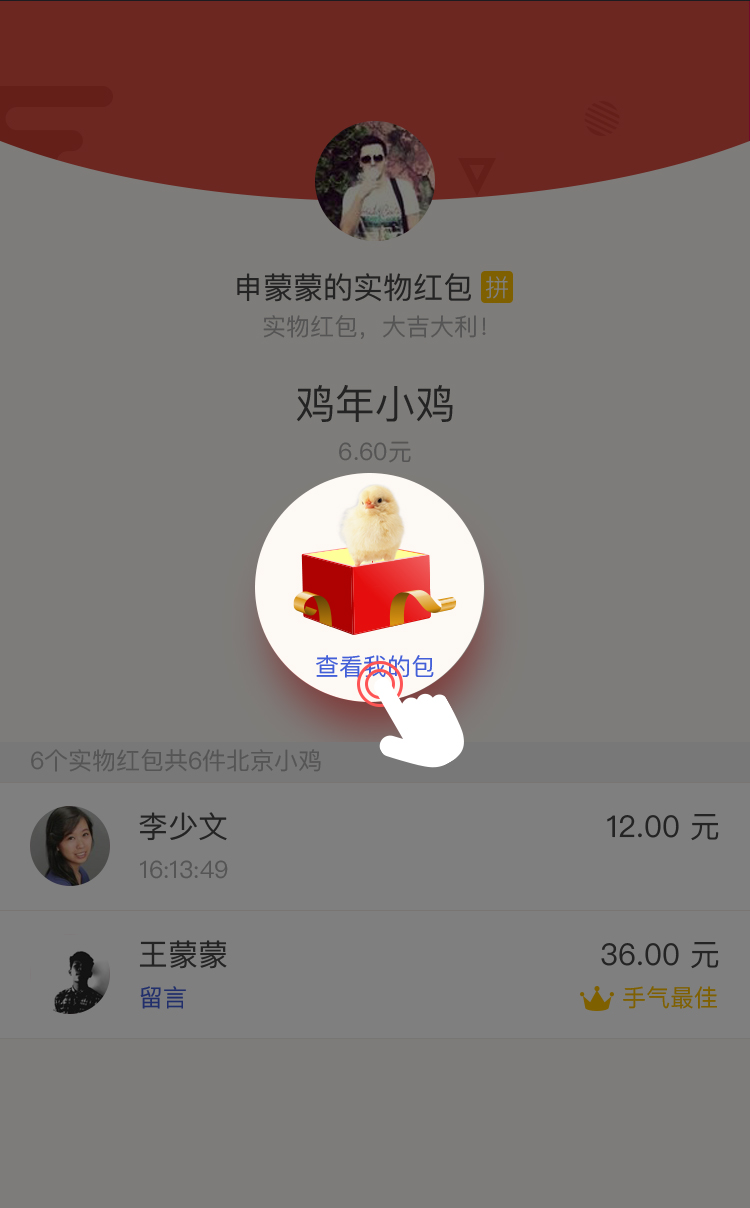 申蒙蒙的实物红包 拼
实物红包，大吉大利！
鸡年小鸡
6.60元
查看我的包
6个实物红包共6件北京小鸡
李少文 12.00 元
16:13:49
王蒙蒙 36.00 元
留言 手气最佳